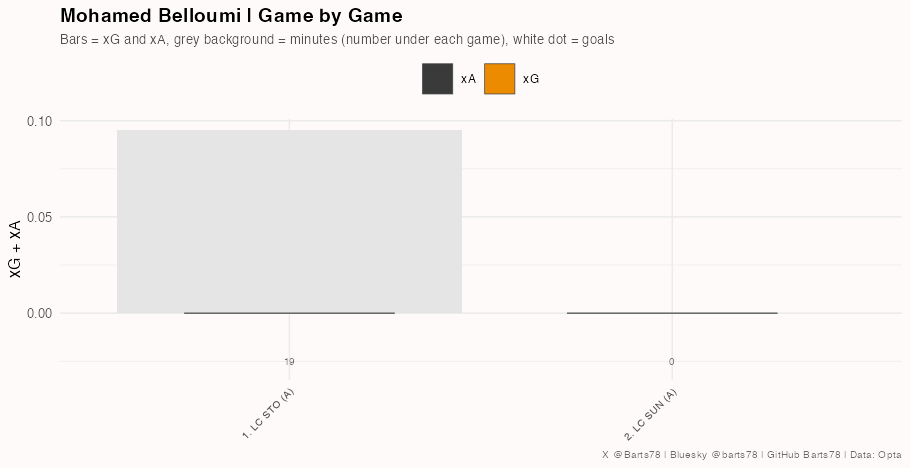 Mohamed Belloumi | Game by Game
Bars = xG and xA, grey background = minutes (number under each game), white dot = goals
xA xG
xG + xA
0.10
0.05
0.00
19 0
1. LC STO (A) 2. LC SUN (A)
X @Barts78 | Bluesky @barts78 | GitHub Barts78 | Data: Opta